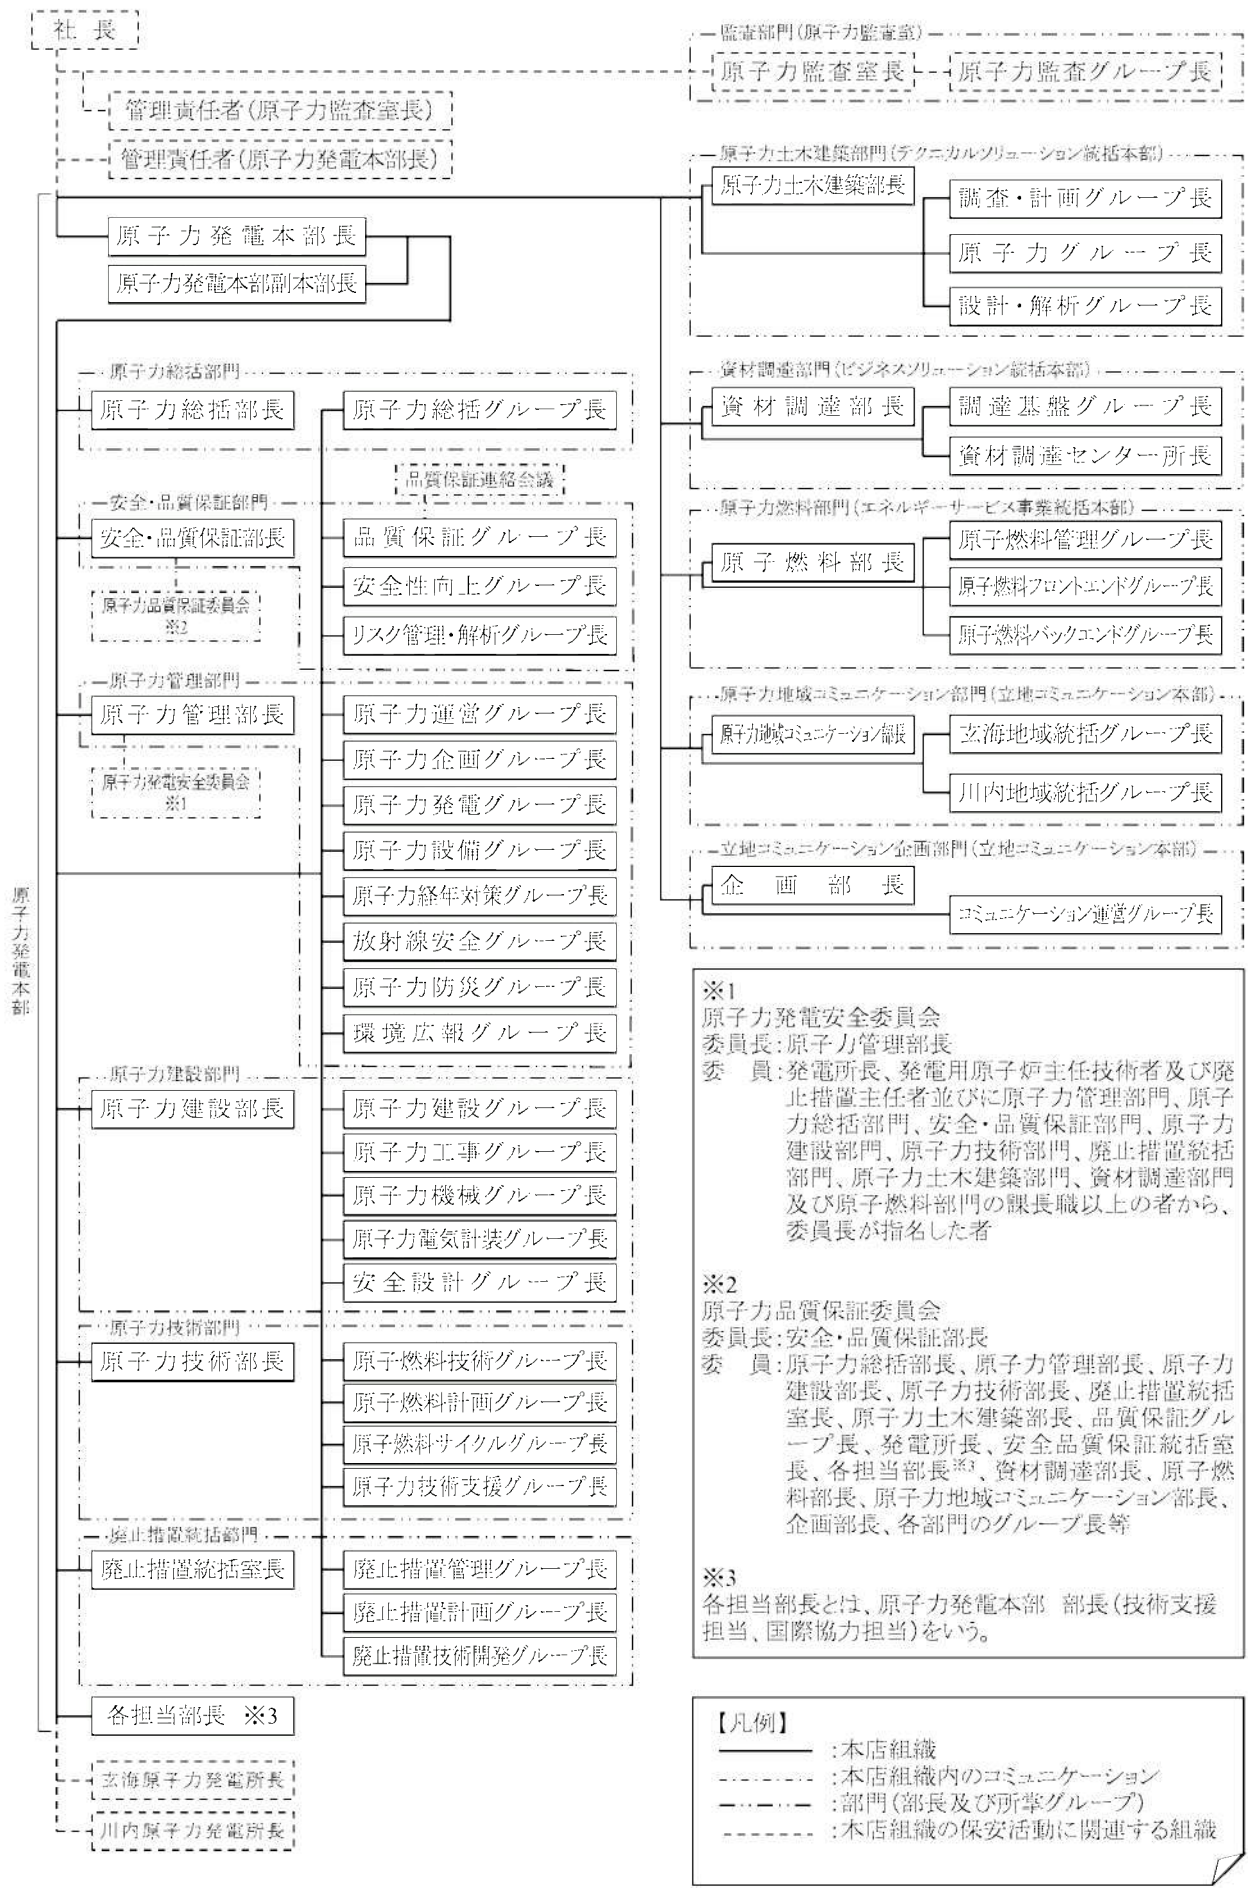 社長
管理責任者(原子力監査室長)
管理責任者(原子力発電本部長)
原子力発電本部長
原子力発電本部副本部長
原子力発電本部
原子力総括部門
原子力総括部長
原子力総括グループ長
品質保証連絡会議
安全・品質保証部門
安全・品質保証部長
品質保証グループ長
原子力品質保証委員会
※2
安全性向上グループ長
リスク管理・解析グループ長
原子力管理部門
原子力管理部長
原子力運営グループ長
原子力発電安全委員会
※1
原子力企画グループ長
原子力発電グループ長
原子力設備グループ長
原子力経年対策グループ長
放射線安全グループ長
原子力防災グループ長
環境広報グループ長
原子力建設部門
原子力建設部長
原子力建設グループ長
原子力工事グループ長
原子力機械グループ長
原子力電気計装グループ長
安全設計グループ長
原子力技術部門
原子力技術部長
原子燃料技術グループ長
原子燃料計画グループ長
原子燃料サイクルグループ長
原子力技術支援グループ長
廃止措置統括部門
廃止措置統括室長
廃止措置管理グループ長
廃止措置計画グループ長
廃止措置技術開発グループ長
各担当部長 ※3
玄海原子力発電所長
川内原子力発電所長
監査部門(原子力監査室)
原子力監査室長
原子力監査グループ長
原子力土木建築部門(テクニカルソリューション統括本部)
原子力土木建築部長
調査・計画グループ長
原子力グループ長
設計・解析グループ長
資材調達部門(ビジネスソリューション統括本部)
資材調達部長
調達基盤グループ長
資材調達センター所長
原子力燃料部門(エネルギーサービス事業統括本部)
原子燃料部長
原子燃料管理グループ長
原子燃料フロントエンドグループ長
原子燃料バックエンドグループ長
原子力地域コミュニケーション部門(立地コミュニケーション本部)
原子力地域コミュニケーション部長
玄海地域統括グループ長
川内地域統括グループ長
立地コミュニケーション企画部門(立地コミュニケーション本部)
企画部長
コミュニケーション運営グループ長
※1
原子力発電安全委員会
委員長:原子力管理部長
委 員:発電所長、発電用原子炉主任技術者及び廃
止措置主任者並びに原子力管理部門、原子
力総括部門、安全・品質保証部門、原子力
建設部門、原子力技術部門、廃止措置統括
部門、原子力土木建築部門、資材調達部門
及び原子燃料部門の課長職以上の者から、
委員長が指名した者
※2
原子力品質保証委員会
委員長:安全・品質保証部長
委 員:原子力総括部長、原子力管理部長、原子力
建設部長、原子力技術部長、廃止措置統括
室長、原子力土木建築部長、品質保証グル
ープ長、発電所長、安全品質保証統括室
長、各担当部長※3、資材調達部長、原子燃
料部長、原子力地域コミュニケーション部長、
企画部長、各部門のグループ長等
※3
各担当部長とは、原子力発電本部 部長(技術支援
担当、国際協力担当)をいう。
【凡例】
:本店組織
:本店組織内のコミュニケーション
:部門(部長及び所掌グループ)
:本店組織の保安活動に関連する組織